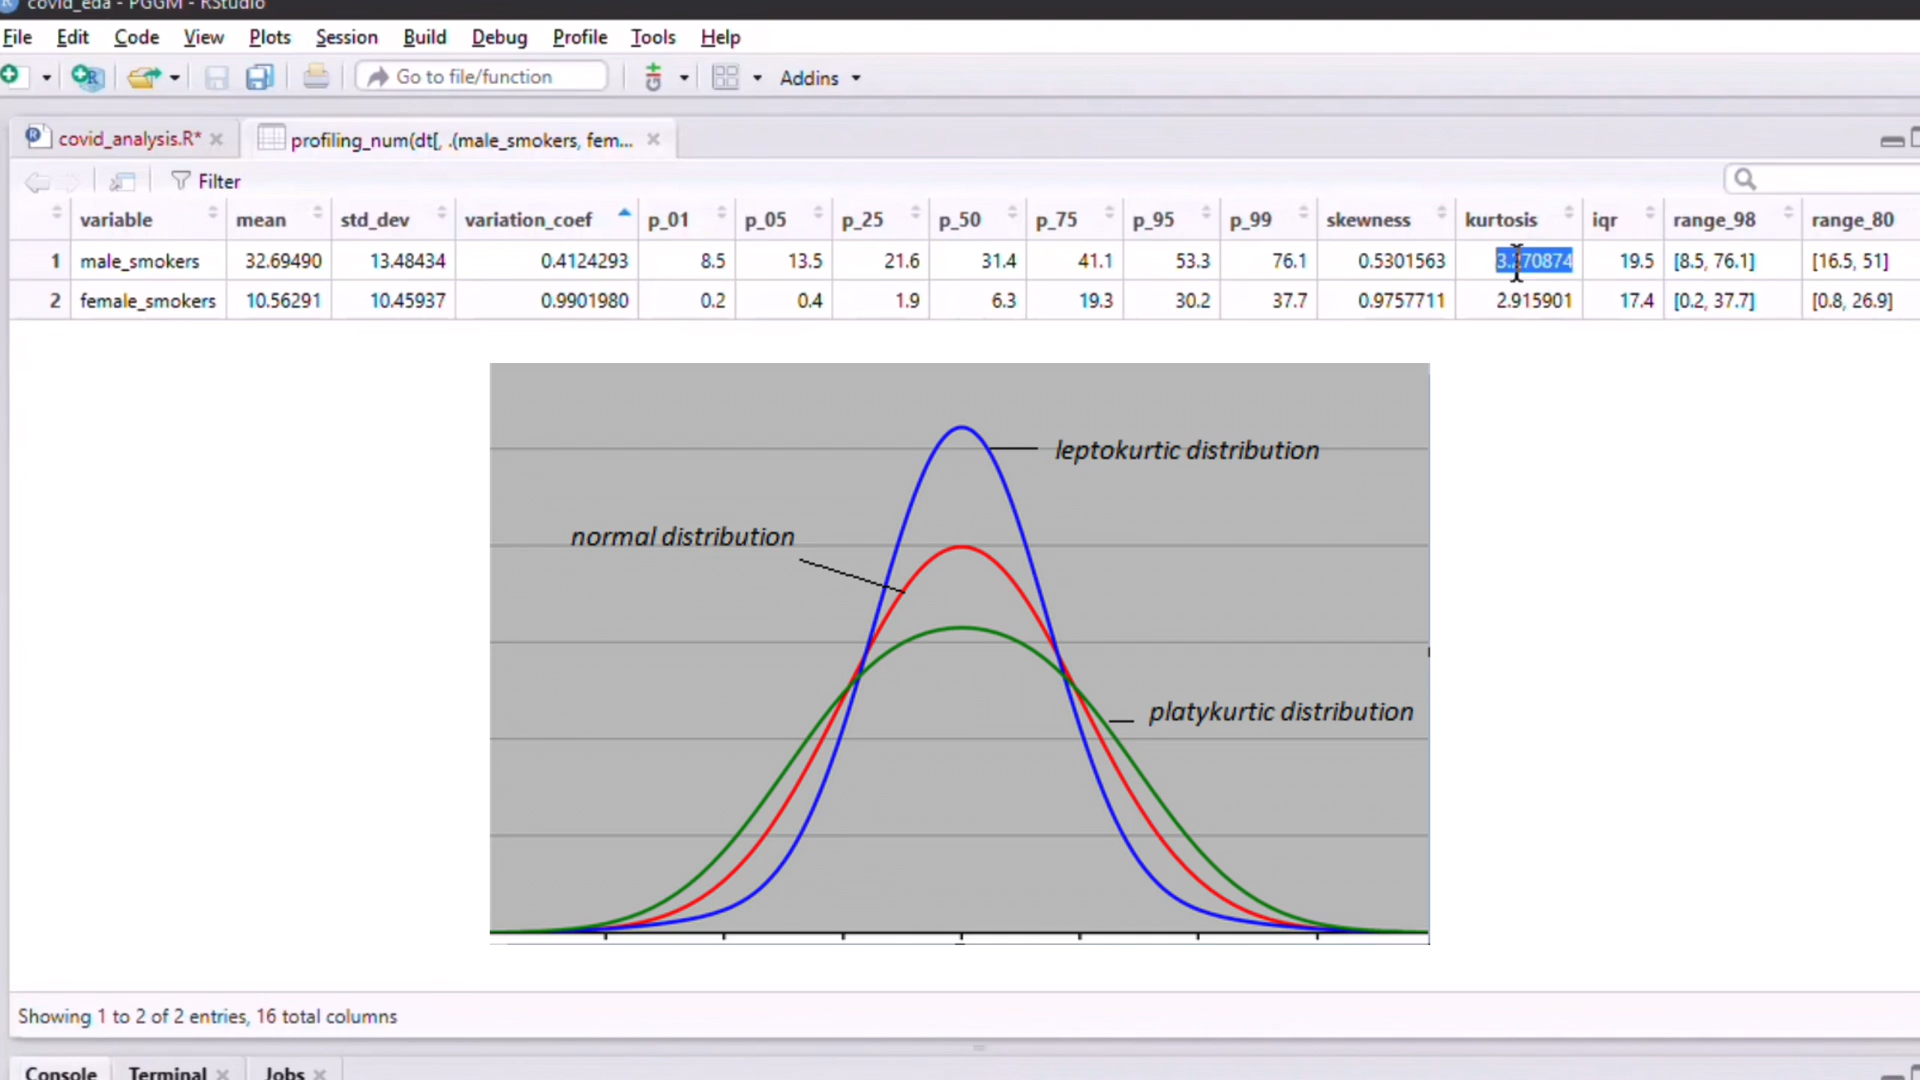 covid_eda - PGGM - RStudio
File Edit Code View Plots Session Build Debug Profile Tools Help
Go to file/function Addins
covid_analysis.R* profiling_num(dt[, .(male_smokers, fem...
Filter
variable mean std_dev variation_coef p_01 p_05 p_25 p_50 p_75 p_95 p_99 skewness kurtosis iqr range_98 range_80
1 male_smokers 32.69490 13.48434 0.4124293 8.5 13.5 21.6 31.4 41.1 53.3 76.1 0.5301563 19.5 [8.5, 76.1] [16.5, 51]
2 female_smokers 10.56291 10.45937 0.9901980 0.2 0.4 1.9 6.3 19.3 30.2 37.7 0.9757711 2.915901 17.4 [0.2, 37.7] [0.8, 26.9]
leptokurtic distribution
normal distribution
platykurtic distribution
Showing 1 to 2 of 2 entries, 16 total columns
Console Terminal Jobs